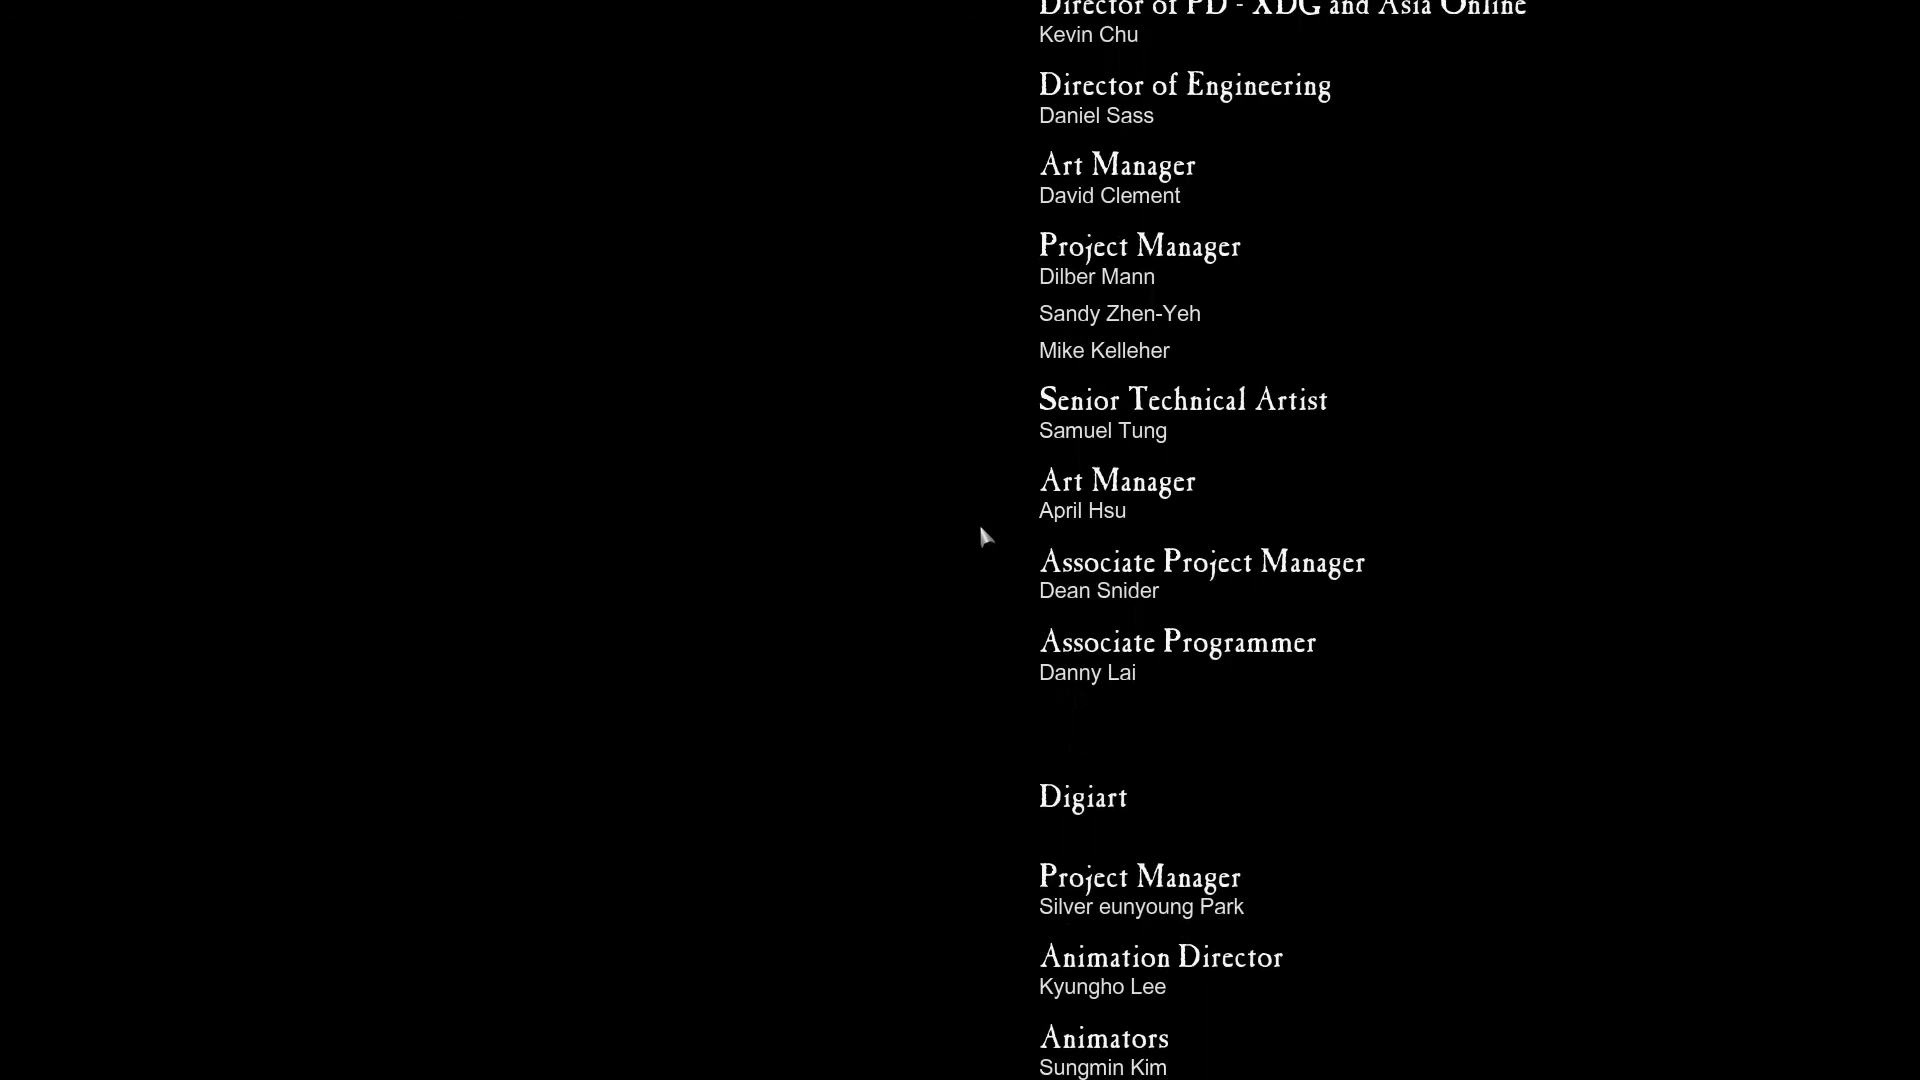 Director of PD - XDG and Asia Online
Kevin Chu
Director of Engineering
Daniel Sass
Art Manager
David Clement
Project Manager
Dilber Mann
Sandy Zhen-Yeh
Mike Kelleher
Senior Technical Artist
Samuel Tung
Art Manager
April Hsu
Associate Project Manager
Dean Snider
Associate Programmer
Danny Lai
Digiart
Project Manager
Silver eunyoung Park
Animation Director
Kyungho Lee
Animators
Sungmin Kim